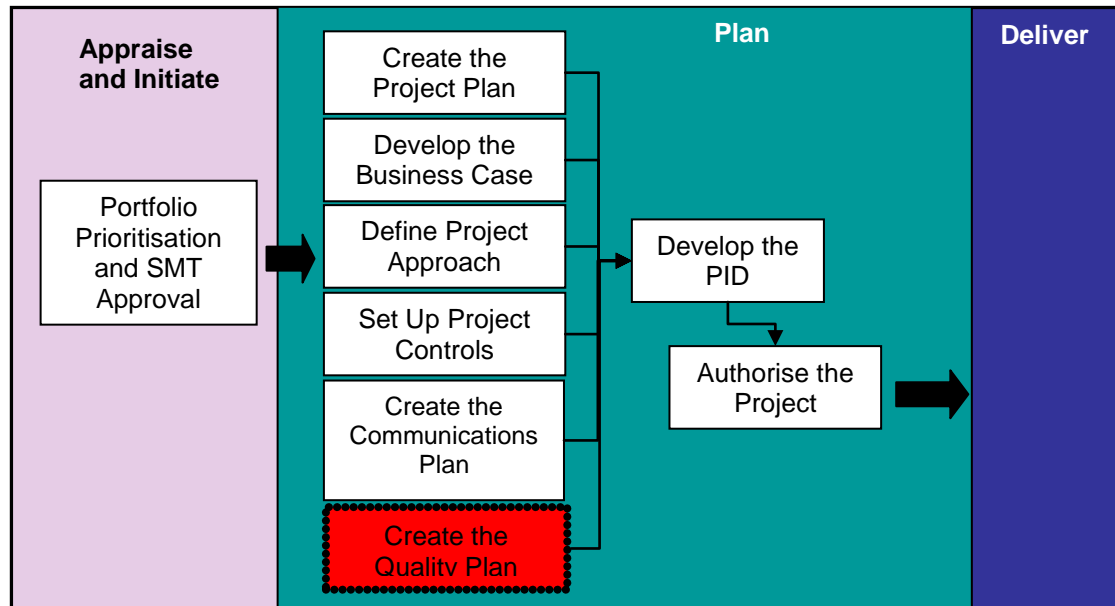 Appraise
and Initiate
Portfolio
Prioritisation
and SMT
Approval
Plan
Create the
Project Plan
Develop the
Business Case
Define Project
Approach
Set Up Project
Controls
Create the
Communications
Plan
Create the
Quality Plan
Develop the
PID
Authorise the
Project
Deliver